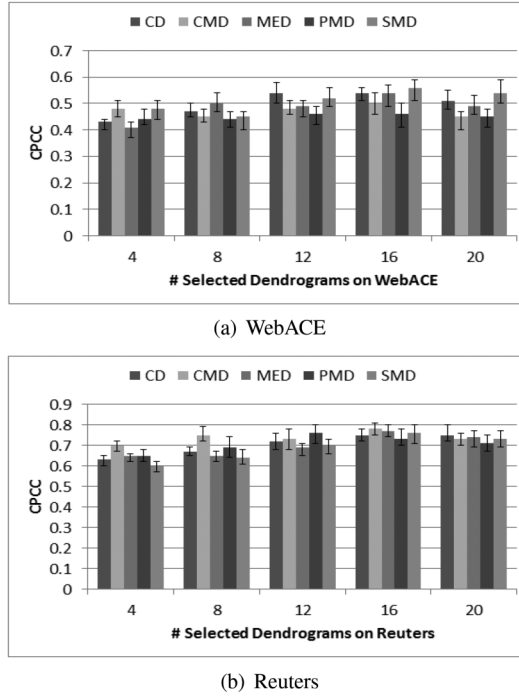 CD CMD MED PMD SMD
0.7
0.6
0.5
0.4
0.3
0.2
0.1
0
CPCC
4 8 12 16 20
# Selected Dendrograms on WebACE
(a) WebACE
CD CMD MED PMD SMD
0.9
0.8
0.7
0.6
0.5
0.4
0.3
0.2
0.1
0
CPCC
4 8 12 16 20
# Selected Dendrograms on Reuters
(b) Reuters